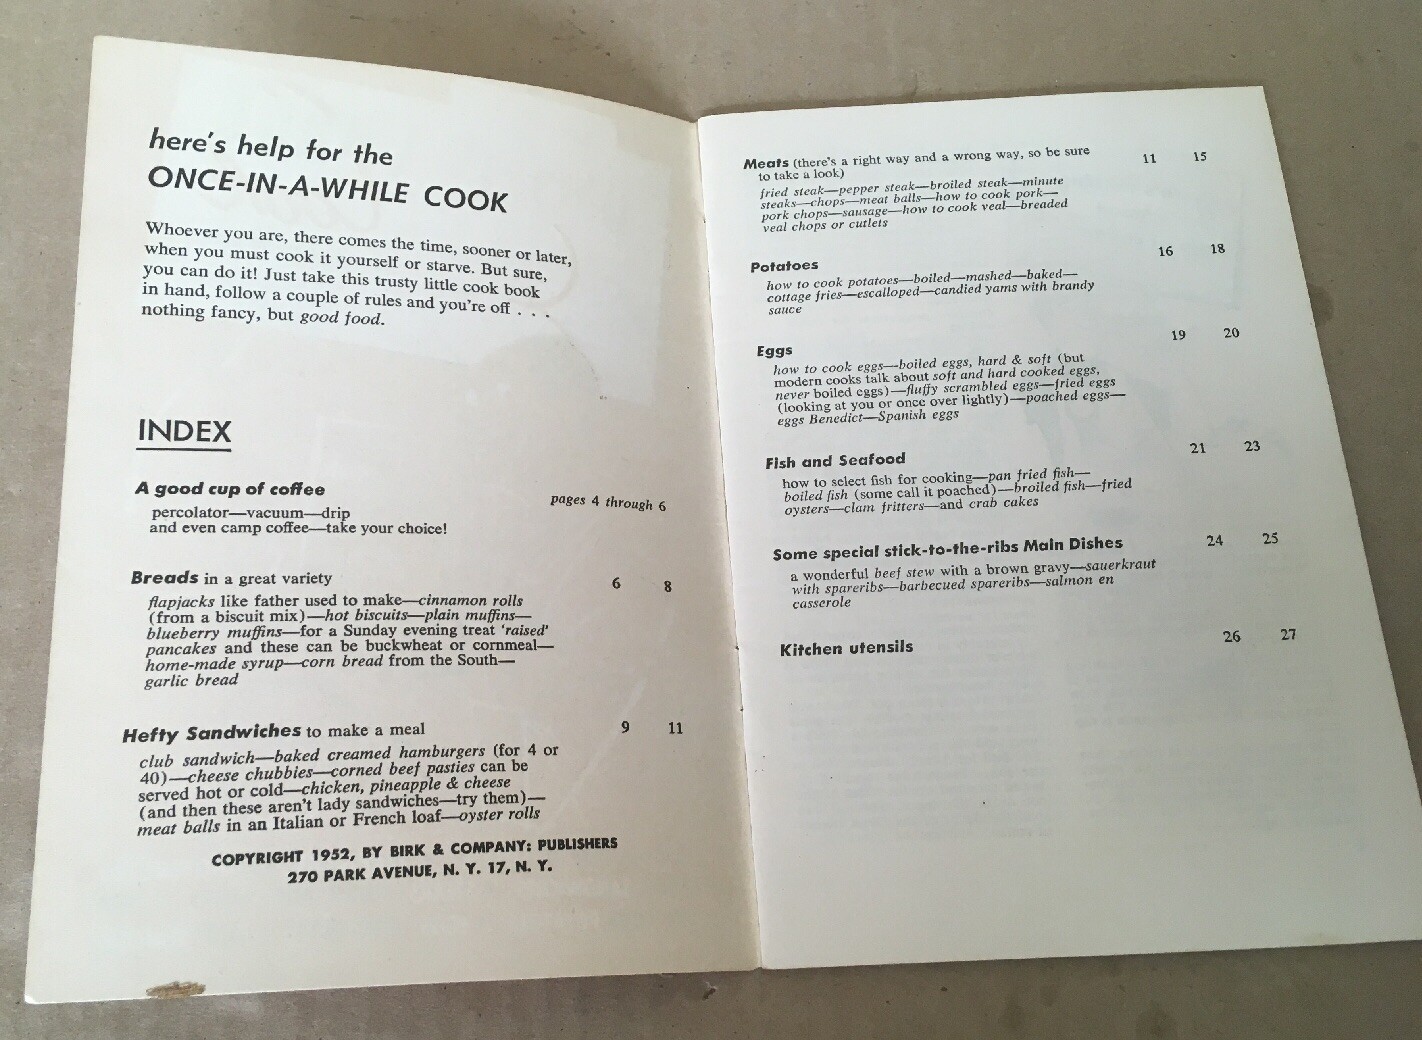 here's help for the
ONCE-IN-A-WHILE COOK
Whoever you are, there comes the time, sooner or later,
when you must cook it yourself or starve. But sure,
you can do it! Just take this trusty little cook book
in hand, follow a couple of rules and you're off . . .
nothing fancy, but good food.
INDEX
A good cup of coffee pages 4 through 6
percolator—vacuum—drip
and even camp coffee—take your choice!
Breads in a great variety 6 8
flapjacks like father used to make—cinnamon rolls
(from a biscuit mix)—hot biscuits—plain muffins—
blueberry muffins—for a Sunday evening treat 'raised'
pancakes and these can be buckwheat or cornmeal—
home-made syrup—corn bread from the South—
garlic bread
Hefty Sandwiches to make a meal 9 11
club sandwich—baked creamed hamburgers (for 4 or
40)—cheese chubbies—corned beef pasties can be
served hot or cold—chicken, pineapple & cheese
(and then these aren't lady sandwiches—try them)—
meat balls in an Italian or French loaf—oyster rolls
COPYRIGHT 1952, BY BIRK & COMPANY: PUBLISHERS
270 PARK AVENUE, N. Y. 17, N. Y.
Meats (there's a right way and a wrong way, so be sure 11 15
to take a look)
fried steak—pepper steak—broiled steak—minute
steaks—chops—meat balls—how to cook pork—
pork chops—sausage—how to cook veal—breaded
veal chops or cutlets
Potatoes 16 18
how to cook potatoes—boiled—mashed—baked—
cottage fries—escalloped—candied yams with brandy
sauce
Eggs 19 20
how to cook eggs—boiled eggs, hard & soft (but
modern cooks talk about soft and hard cooked eggs,
never boiled eggs)—fluffy scrambled eggs—fried eggs
(looking at you or once over lightly)—poached eggs—
eggs Benedict—Spanish eggs
Fish and Seafood 21 23
how to select fish for cooking—pan fried fish—
boiled fish (some call it poached)—broiled fish—fried
oysters—clam fritters—and crab cakes
Some special stick-to-the-ribs Main Dishes 24 25
a wonderful beef stew with a brown gravy—sauerkraut
with spareribs—barbecued spareribs—salmon en
casserole
Kitchen utensils 26 27